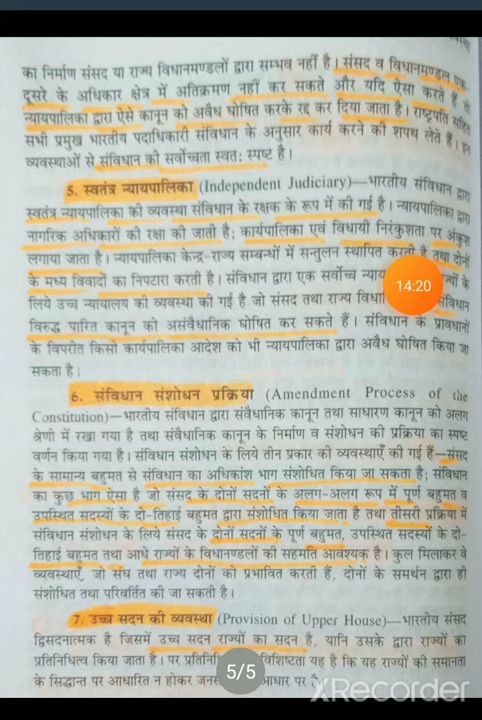 का निर्माण संसद या राज्य विधानमण्डलों द्वारा सम्भव नहीं है। संसद व विधानमण्डल एक-
दूसरे के अधिकार क्षेत्र में अतिक्रमण नहीं कर सकते और यदि ऐसा करते हैं तो
न्यायपालिका द्वारा ऐसे कानून को अवैध घोषित करके रद्द कर दिया जाता है। राष्ट्रपति सहित
सभी प्रमुख भारतीय पदाधिकारी संविधान के अनुसार कार्य करने की शपथ लेते हैं। इन
व्यवस्थाओं से संविधान की सर्वोच्चता स्वतः स्पष्ट है।
5. स्वतंत्र न्यायपालिका (Independent Judiciary)—भारतीय संविधान द्वारा
स्वतंत्र न्यायपालिका की व्यवस्था संविधान के रक्षक के रूप में की गई है। न्यायपालिका द्वारा
नागरिक अधिकारों की रक्षा की जाती है; कार्यपालिका एवं विधायी निरंकुशता पर अंकुश
लगाया जाता है। न्यायपालिका केन्द्र-राज्य सम्बन्धों में सन्तुलन स्थापित करती है तथा दोनों
के मध्य विवादों का निपटारा करती है। संविधान द्वारा एक सर्वोच्च न्याया ज्यों के
14:20
लिये उच्च न्यायालय की व्यवस्था की गई है जो संसद तथा राज्य विधा संविधान
विरुद्ध पारित कानून को असंवैधानिक घोषित कर सकते हैं। संविधान के प्रावधानों
के विपरीत किसी कार्यपालिका आदेश को भी न्यायपालिका द्वारा अवैध घोषित किया जा
सकता है।
6. संविधान संशोधन प्रक्रिया (Amendment Process of the
Constitution)—भारतीय संविधान द्वारा संवैधानिक कानून तथा साधारण कानून को अलग
श्रेणी में रखा गया है तथा संवैधानिक कानून के निर्माण व संशोधन की प्रक्रिया का स्पष्ट
वर्णन किया गया है। संविधान संशोधन के लिये तीन प्रकार की व्यवस्थाएँ की गई हैं—संसद
के सामान्य बहुमत से संविधान का अधिकांश भाग संशोधित किया जा सकता है; संविधान
का कुछ भाग ऐसा है जो संसद के दोनों सदनों के अलग-अलग रूप में पूर्ण बहुमत व
उपस्थित सदस्यों के दो-तिहाई बहुमत द्वारा संशोधित किया जाता है तथा तीसरी प्रक्रिया में
संविधान संशोधन के लिये संसद के दोनों सदनों के पूर्ण बहुमत, उपस्थित सदस्यों के दो-
तिहाई बहुमत तथा आधे राज्यों के विधानमण्डलों की सहमति आवश्यक है। कुल मिलाकर वे
व्यवस्थाएँ, जो संघ तथा राज्य दोनों को प्रभावित करती हैं, दोनों के समर्थन द्वारा ही
संशोधित तथा परिवर्तित की जा सकती है।
7. उच्च सदन की व्यवस्था (Provision of Upper House)—भारतीय संसद
द्विसदनात्मक है जिसमें उच्च सदन राज्यों का सदन है, यानि उसके द्वारा राज्यों का
प्रतिनिधित्व किया जाता है। पर प्रतिनि विशिष्टता यह है कि यह राज्यों की समानता
5/5
के सिद्धान्त पर आधारित न होकर जनसं आधार पर है।
XRecorder